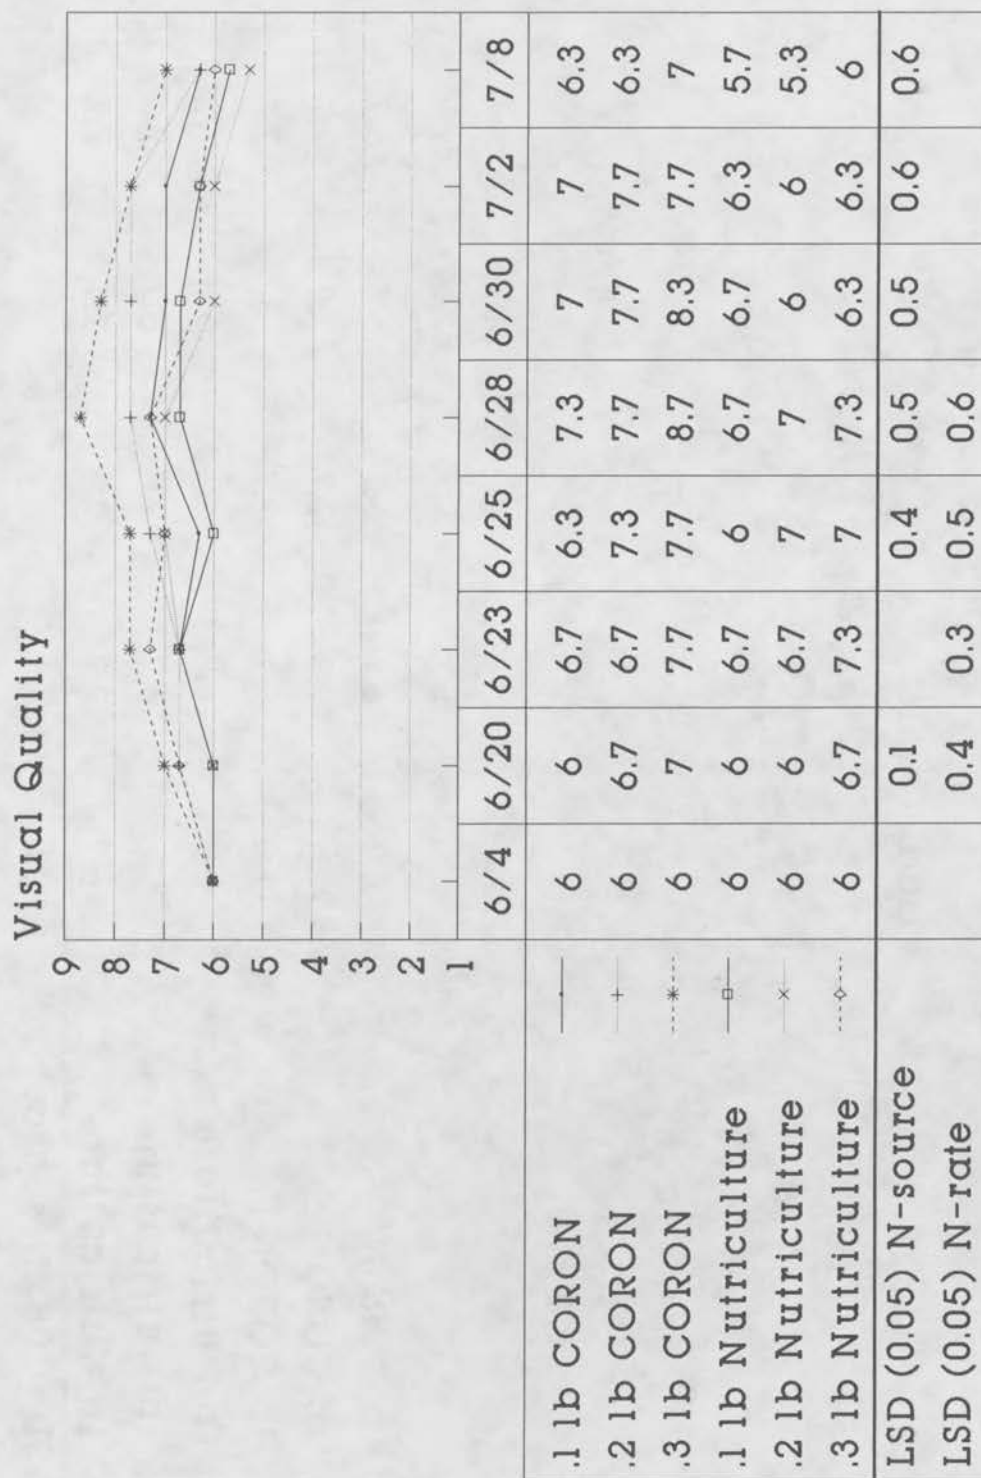 Visual Quality
9
8
7
6
5
4
3
2
1
6/4 6/20 6/23 6/25 6/28 6/30 7/2 7/8
.1 lb CORON 6 6 6.7 6.3 7.3 7 7 6.3
.2 lb CORON 6 6.7 6.7 7.3 7.7 7.7 7.7 6.3
.3 lb CORON 6 7 7.7 7.7 8.7 8.3 7.7 7
.1 lb Nutriculture 6 6 6.7 6 6.7 6.7 6.3 5.7
.2 lb Nutriculture 6 6 6.7 7 7 6 6 5.3
.3 lb Nutriculture 6 6.7 7.3 7 7.3 6.3 6.3 6
LSD (0.05) N-source 0.1 0.4 0.5 0.5 0.6 0.6
LSD (0.05) N-rate 0.4 0.3 0.5 0.6